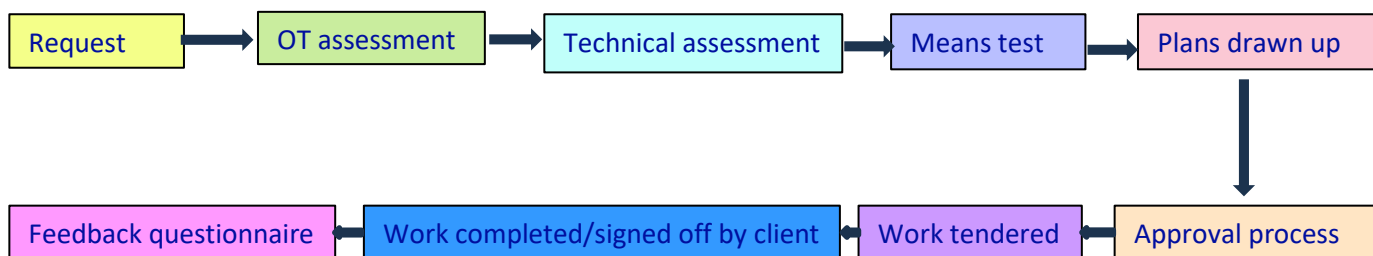 Request
OT assessment
Technical assessment
Means test
Plans drawn up
Approval process
Work tendered
Work completed/signed off by client
Feedback questionnaire